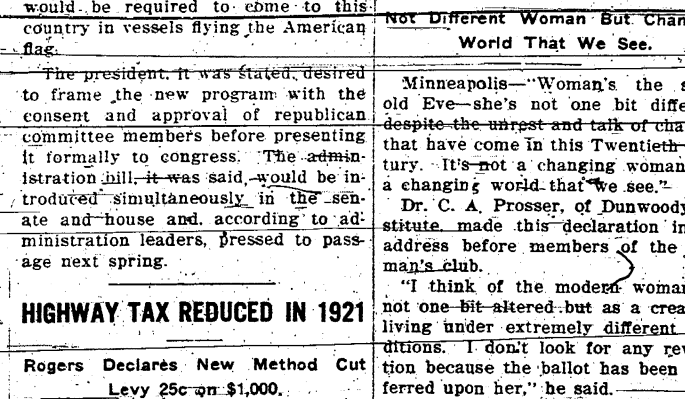 would be required to come to this
country in vessels flying the American
flag.
The president, it was stated, desired
to frame the new program with the
consent and approval of republican
committee members before presenting
it formally to congress. The admin-
istration bill, it was said, would be in-
troduced simultaneously in the sen-
ate and house and, according to ad-
ministration leaders, pressed to pass-
age next spring.
HIGHWAY TAX REDUCED IN 1921
Rogers Declares New Method Cut
Levy 25c on $1,000.
Not Different Woman But Chan
World That We See.
Minneapolis—"Woman's the s
old Eve—she's not one bit diffe
despite the unrest and talk of cha
that have come in this Twentieth
tury. It's not a changing woman
a changing world that we see."
Dr. C. A. Prosser, of Dunwoody
stitute, made this declaration in
address before members of the
man's club.
"I think of the modern woman
not one bit altered but as a crea
living under extremely different
ditions. I don't look for any rev
tion because the ballot has been
ferred upon her," he said.